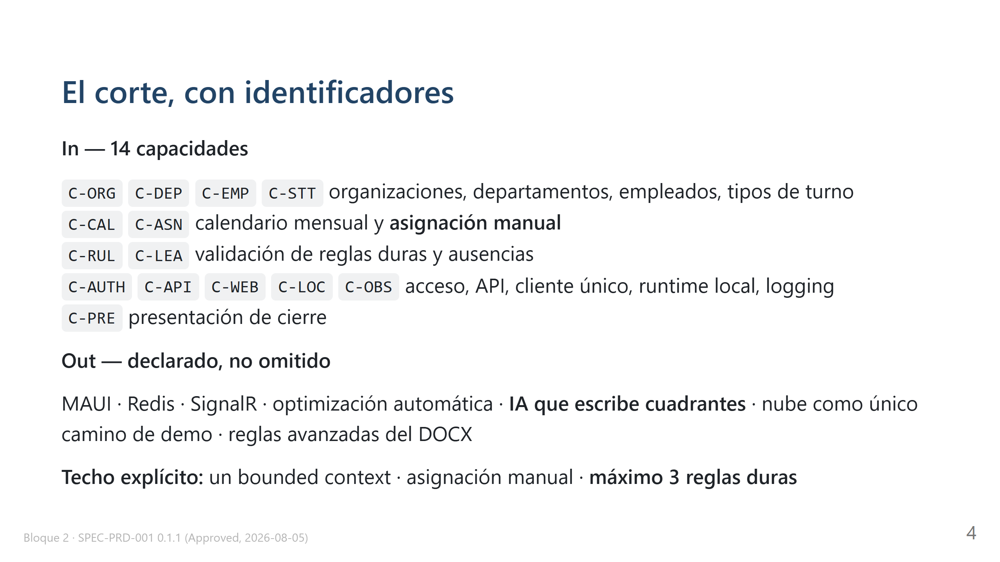 El corte, con identificadores
In — 14 capacidades
C-ORG C-DEP C-EMP C-STT organizaciones, departamentos, empleados, tipos de turno
C-CAL C-ASN calendario mensual y asignación manual
C-RUL C-LEA validación de reglas duras y ausencias
C-AUTH C-API C-WEB C-LOC C-OBS acceso, API, cliente único, runtime local, logging
C-PRE presentación de cierre
Out — declarado, no omitido
MAUI · Redis · SignalR · optimización automática · IA que escribe cuadrantes · nube como único
camino de demo · reglas avanzadas del DOCX
Techo explícito: un bounded context · asignación manual · máximo 3 reglas duras
Bloque 2 · SPEC-PRD-001 0.1.1 (Approved, 2026-08-05)
4